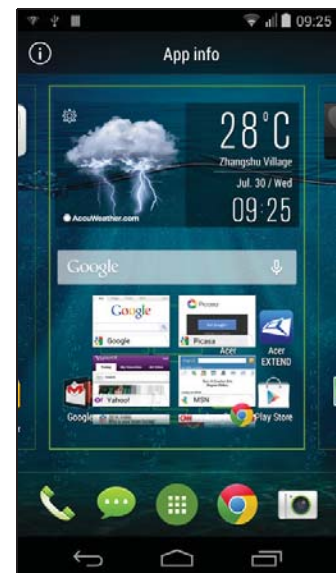 09:25
App info
28°C
Zhangshu Village
Jul. 30 / Wed
09:25
AccuWeather.com
Google
Google
Google
Picasa
Picasa
Acer
Acer
EXTEND
Yahoo!
MSN
Google
Play Store